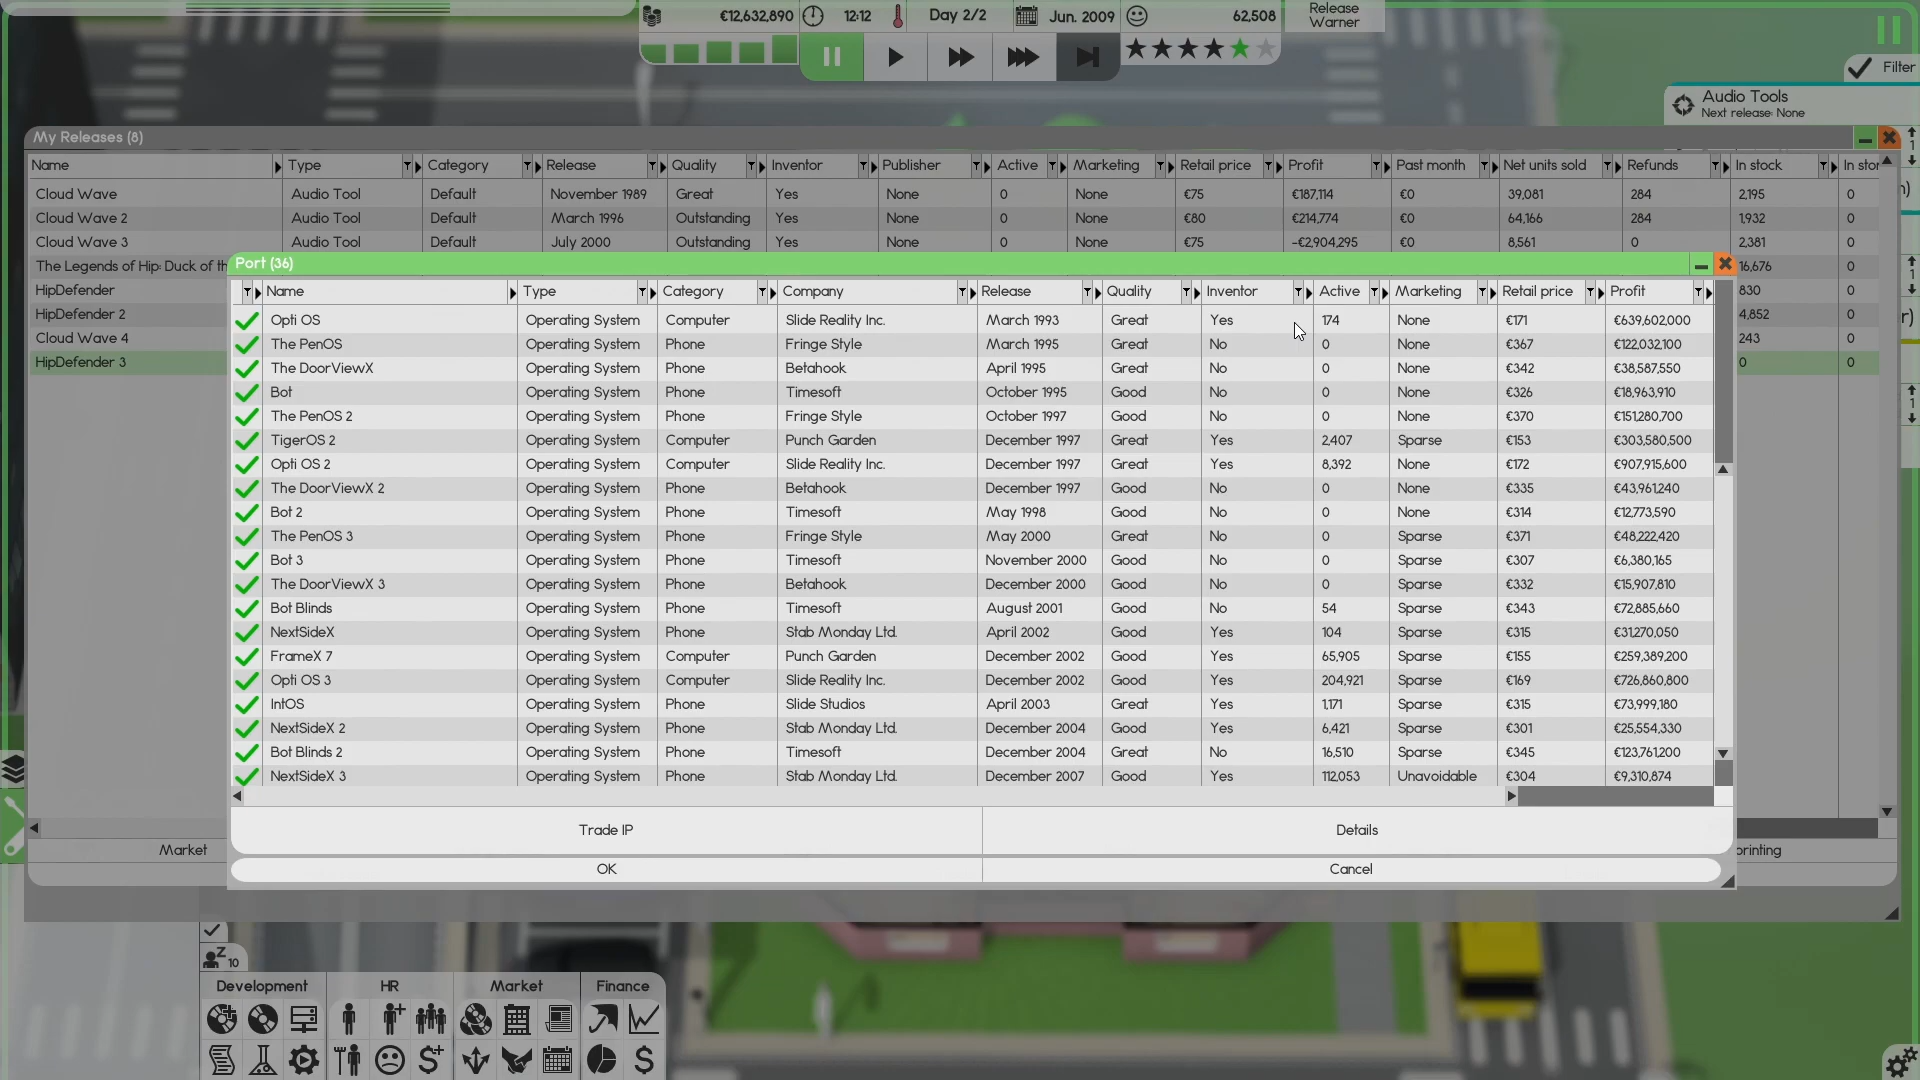 €12,632,890 12:12 Day 2/2 Jun. 2009 62,508 Release Warner
Filter
Audio Tools
Next release: None
My Releases (8)
Name Type Category Release Quality Inventor Publisher Active Marketing Retail price Profit Past month Net units sold Refunds In stock
Cloud Wave Audio Tool Default November 1989 Great Yes None 0 None €75 €187,114 €0 39,081 284 2,195 0
Cloud Wave 2 Audio Tool Default March 1996 Outstanding Yes None 0 None €80 €214,774 €0 64,166 284 1,932 0
Cloud Wave 3 Audio Tool Default July 2000 Outstanding Yes None 0 None €75 -€2,904,295 €0 8,561 0 2,381 0
The Legends of Hip: Duck of th 16,676 0
HipDefender 830 0
HipDefender 2 4,852 0
Cloud Wave 4 243 0
HipDefender 3 0 0
Port (36)
Name Type Category Company Release Quality Inventor Active Marketing Retail price Profit
Opti OS Operating System Computer Slide Reality Inc. March 1993 Great Yes 174 None €171 €639,602,000
The PenOS Operating System Phone Fringe Style March 1995 Great No 0 None €367 €122,032,100
The DoorViewX Operating System Phone Betahook April 1995 Great No 0 None €342 €38,587,550
Bot Operating System Phone Timesoft October 1995 Good No 0 None €326 €18,963,910
The PenOS 2 Operating System Phone Fringe Style October 1997 Good No 0 None €370 €151,280,700
TigerOS 2 Operating System Computer Punch Garden December 1997 Great Yes 2,407 Sparse €153 €303,580,500
Opti OS 2 Operating System Computer Slide Reality Inc. December 1997 Great Yes 8,392 None €172 €907,915,600
The DoorViewX 2 Operating System Phone Betahook December 1997 Good No 0 None €335 €43,961,240
Bot 2 Operating System Phone Timesoft May 1998 Good No 0 None €314 €12,773,590
The PenOS 3 Operating System Phone Fringe Style May 2000 Great No 0 Sparse €371 €48,222,420
Bot 3 Operating System Phone Timesoft November 2000 Good No 0 Sparse €307 €6,380,165
The DoorViewX 3 Operating System Phone Betahook December 2000 Good No 0 Sparse €332 €15,907,810
Bot Blinds Operating System Phone Timesoft August 2001 Good No 54 Sparse €343 €72,885,660
NextSideX Operating System Phone Stab Monday Ltd. April 2002 Good Yes 104 Sparse €315 €31,270,050
FrameX 7 Operating System Computer Punch Garden December 2002 Good Yes 65,905 Sparse €155 €259,389,200
Opti OS 3 Operating System Computer Slide Reality Inc. December 2002 Good Yes 204,921 Sparse €169 €726,860,800
IntOS Operating System Phone Slide Studios April 2003 Great Yes 1,171 Sparse €315 €73,999,180
NextSideX 2 Operating System Phone Stab Monday Ltd. December 2004 Good Yes 6,421 Sparse €301 €25,554,330
Bot Blinds 2 Operating System Phone Timesoft December 2004 Great No 16,510 Sparse €345 €123,761,200
NextSideX 3 Operating System Phone Stab Monday Ltd. December 2007 Good Yes 112,053 Unavoidable €304 €9,310,874
Trade IP Details
OK Cancel
Market printing
10
Development HR Market Finance